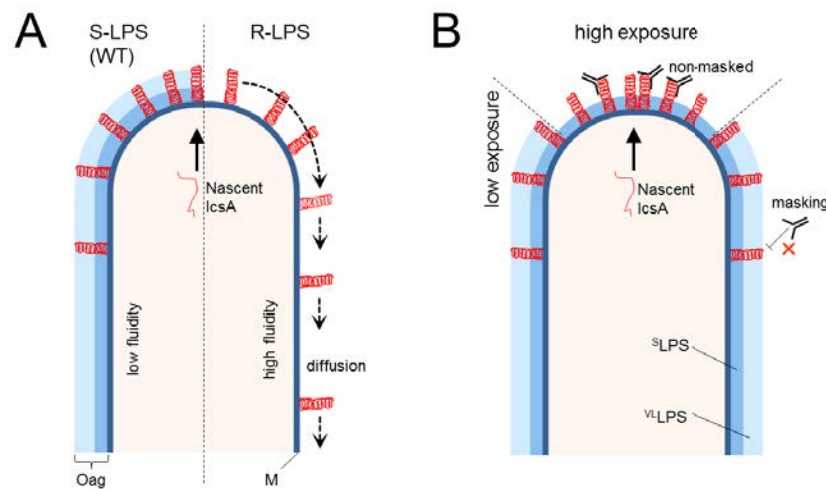 A
S-LPS
(WT)
R-LPS
Nascent
IcsA
low fluidity
high fluidity
diffusion
Oag
M
B
high exposure
non-masked
low exposure
Nascent
IcsA
masking
SLPS
VLLPS